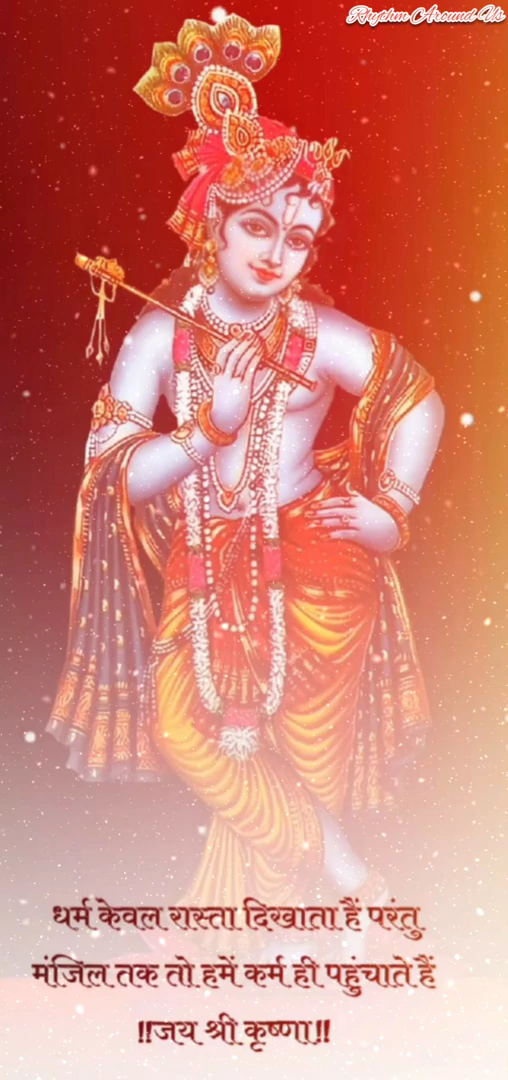 Rhythm Around Us
धर्म केवल रास्ता दिखाता हैं परंतु
मंजिल तक तो हमें कर्म ही पहुंचाते हैं
!!जय श्री कृष्णा!!